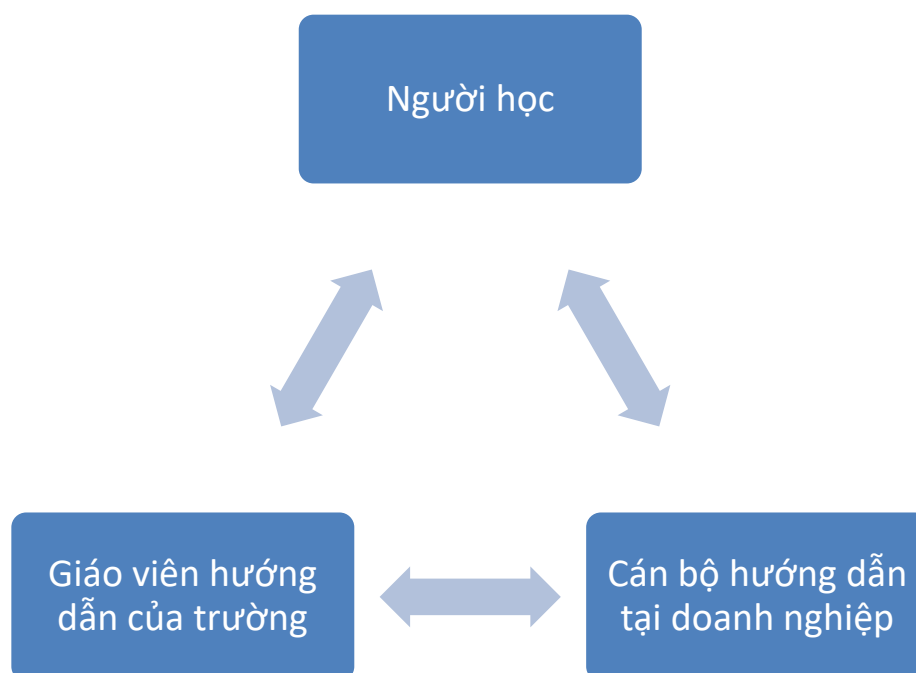 Người học
Giáo viên hướng
dẫn của trường
Cán bộ hướng dẫn
tại doanh nghiệp